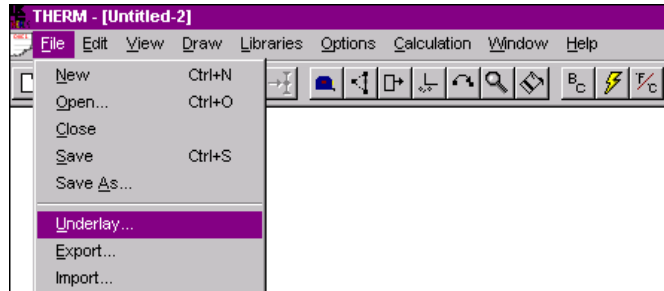 THERM - [Untitled-2]
File Edit View Draw Libraries Options Calculation Window Help
New Ctrl+N
Open... Ctrl+O
Close
Save Ctrl+S
Save As...
Underlay...
Export...
Import...
BC
F/C